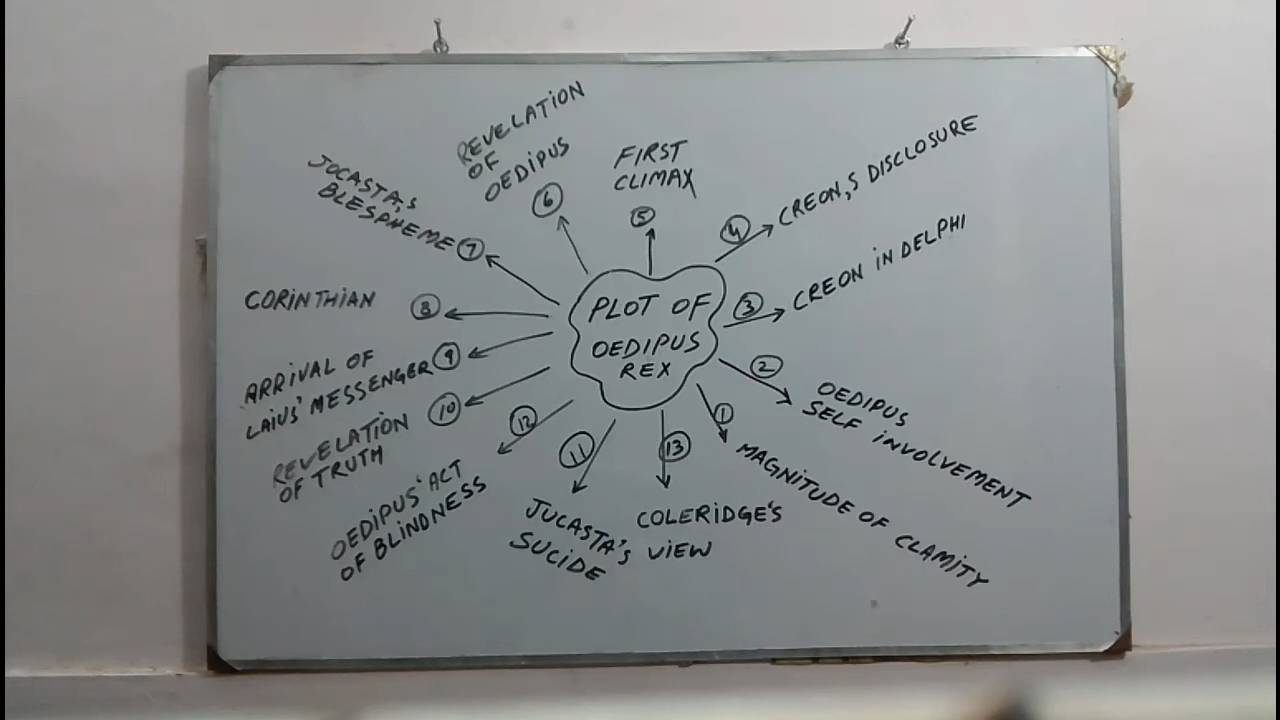 PLOT OF
OEDIPUS
REX
1
MAGNITUDE OF CLAMITY
2
OEDIPUS
SELF INVOLVEMENT
3
CREON IN DELPHI
4
CREON,S DISCLOSURE
5
FIRST
CLIMAX
6
REVELATION
OF
OEDIPUS
7
JOCASTA,S
BLESPHEME
8
CORINTHIAN
9
ARRIVAL OF
LAIUS' MESSENGER
10
REVELATION
OF TRUTH
11
JUCASTA'S
SUCIDE
12
OEDIPUS' ACT
OF BLINDNESS
13
COLERIDGE'S
VIEW